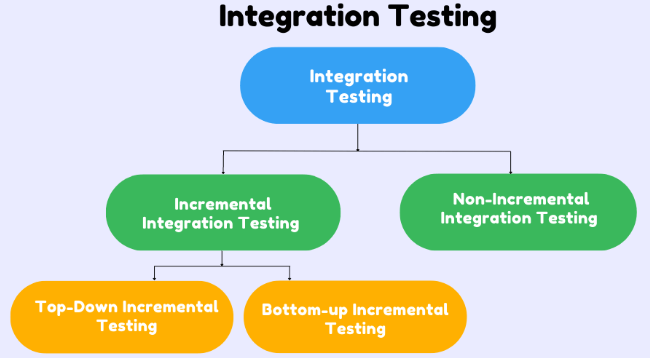 Integration Testing
Integration
Testing
Incremental
Integration Testing
Non-Incremental
Integration Testing
Top-Down Incremental
Testing
Bottom-up Incremental
Testing